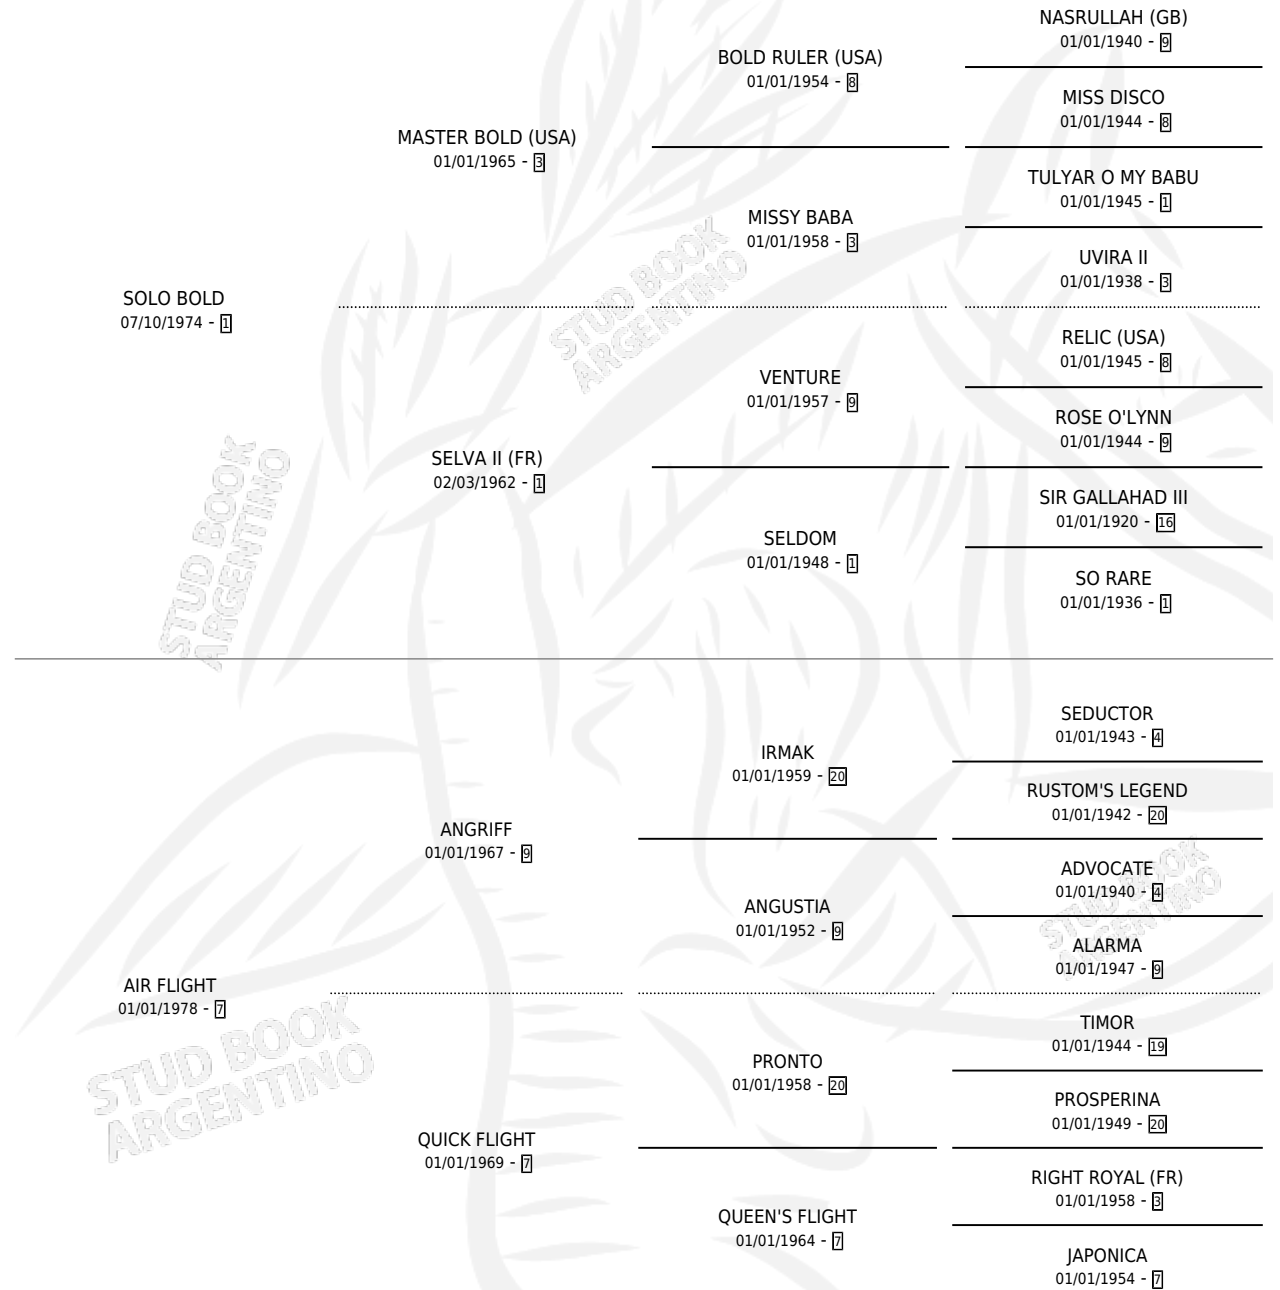 NASRULLAH (GB)
01/01/1940 - 9
BOLD RULER (USA)
01/01/1954 - 8
MISS DISCO
01/01/1944 - 8
MASTER BOLD (USA)
01/01/1965 - 3
TULYAR O MY BABU
01/01/1945 - 1
MISSY BABA
01/01/1958 - 3
UVIRA II
01/01/1938 - 3
SOLO BOLD
07/10/1974 - 1
RELIC (USA)
01/01/1945 - 8
VENTURE
01/01/1957 - 9
ROSE O'LYNN
01/01/1944 - 9
SELVA II (FR)
02/03/1962 - 1
SIR GALLAHAD III
01/01/1920 - 16
SELDOM
01/01/1948 - 1
SO RARE
01/01/1936 - 1
SEDUCTOR
01/01/1943 - 4
IRMAK
01/01/1959 - 20
RUSTOM'S LEGEND
01/01/1942 - 20
ANGRIFF
01/01/1967 - 9
ADVOCATE
01/01/1940 - 4
ANGUSTIA
01/01/1952 - 9
ALARMA
01/01/1947 - 9
AIR FLIGHT
01/01/1978 - 7
TIMOR
01/01/1944 - 19
PRONTO
01/01/1958 - 20
PROSPERINA
01/01/1949 - 20
QUICK FLIGHT
01/01/1969 - 7
RIGHT ROYAL (FR)
01/01/1958 - 3
QUEEN'S FLIGHT
01/01/1964 - 7
JAPONICA
01/01/1954 - 7
STUD BOOK
ARGENTINO
STUD BOOK
ARGENTINO
STUD BOOK
ARGENTINO
STUD BOOK
ARGENTINO